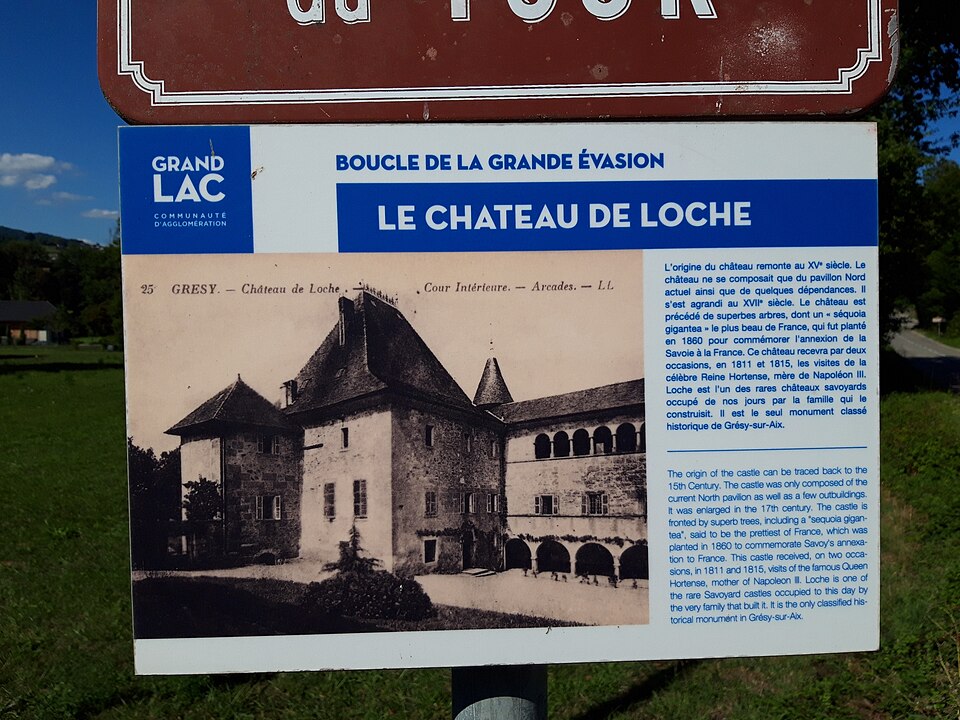 du TOUR
GRAND
LAC
COMMUNAUTÉ
D'AGGLOMÉRATION
BOUCLE DE LA GRANDE ÉVASION
LE CHATEAU DE LOCHE
25 GRESY. — Château de Loche. — Cour Intérieure. — Arcades. — LL
L'origine du château remonte au XVᵉ siècle. Le
château ne se composait que du pavillon Nord
actuel ainsi que de quelques dépendances. Il
s'est agrandi au XVIIᵉ siècle. Le château est
précédé de superbes arbres, dont un « séquoia
gigantea » le plus beau de France, qui fut planté
en 1860 pour commémorer l'annexion de la
Savoie à la France. Ce château recevra par deux
occasions, en 1811 et 1815, les visites de la
célèbre Reine Hortense, mère de Napoléon III.
Loche est l'un des rares châteaux savoyards
occupé de nos jours par la famille qui le
construisit. Il est le seul monument classé
historique de Grésy-sur-Aix.
The origin of the castle can be traced back to the
15th Century. The castle was only composed of the
current North pavilion as well as a few outbuildings.
It was enlarged in the 17th century. The castle is
fronted by superb trees, including a "sequoia gigan-
tea", said to be the prettiest of France, which was
planted in 1860 to commemorate Savoy's annexa-
tion to France. This castle received, on two occa-
sions, in 1811 and 1815, visits of the famous Queen
Hortense, mother of Napoleon III. Loche is one of
the rare Savoyard castles occupied to this day by
the very family that built it. It is the only classified his-
torical monument in Grésy-sur-Aix.